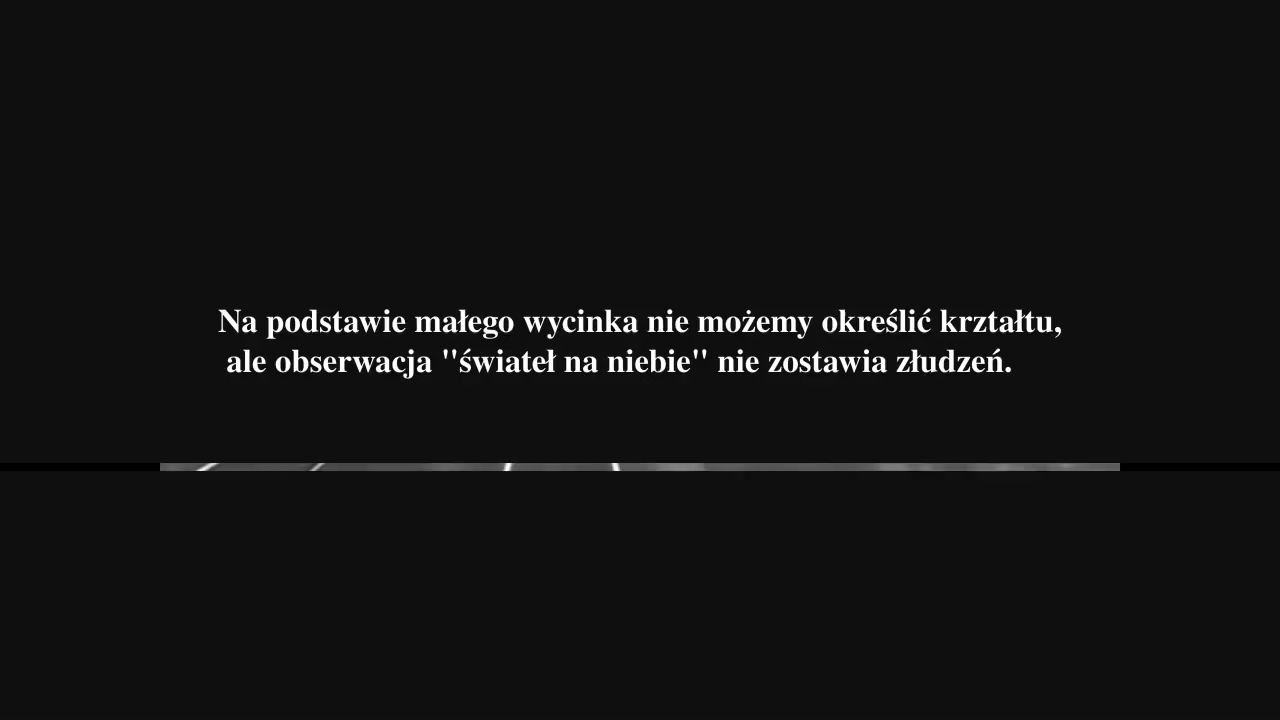 Na podstawie małego wycinka nie możemy określić krztałtu,
ale obserwacja "świateł na niebie" nie zostawia złudzeń.